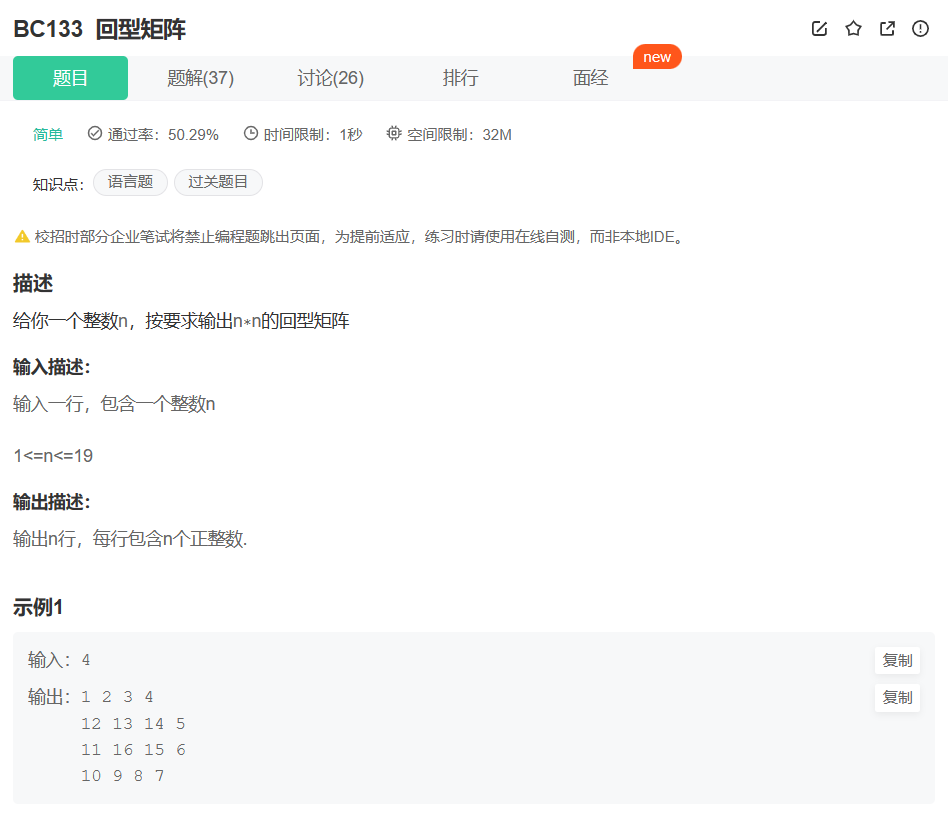 BC133 回型矩阵
new
题目 题解(37) 讨论(26) 排行 面经
简单 通过率：50.29% 时间限制：1秒 空间限制：32M
知识点： 语言题 过关题目
校招时部分企业笔试将禁止编程题跳出页面，为提前适应，练习时请使用在线自测，而非本地IDE。
描述
给你一个整数n，按要求输出n∗n的回型矩阵
输入描述：
输入一行，包含一个整数n
1<=n<=19
输出描述：
输出n行，每行包含n个正整数.
示例1
输入：4 复制
输出：1 2 3 4 复制
12 13 14 5
11 16 15 6
10 9 8 7